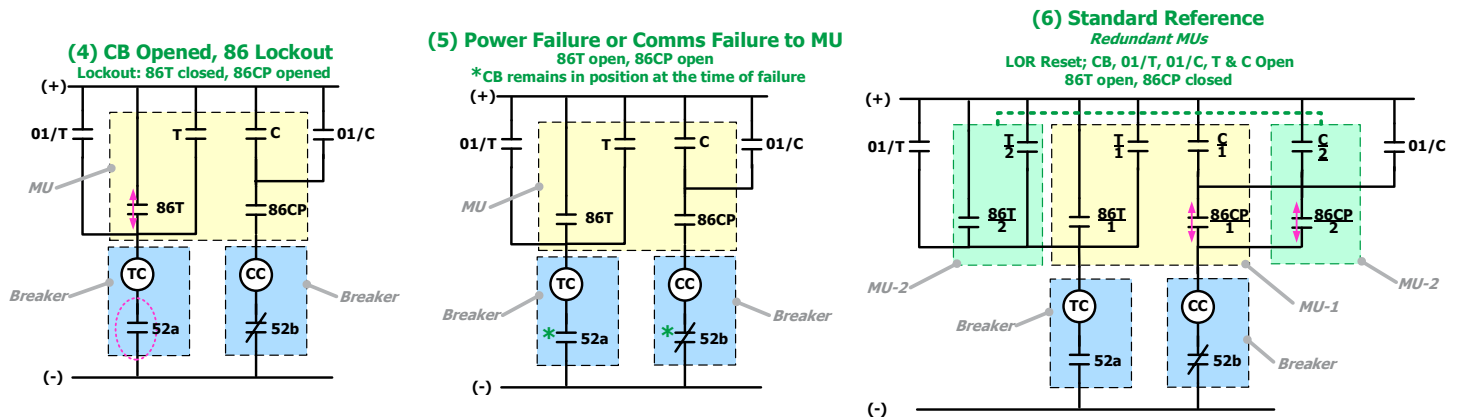 (4) CB Opened, 86 Lockout
Lockout: 86T closed, 86CP opened
(+)
01/T
T
C
01/C
MU
86T
86CP
TC
CC
Breaker
Breaker
52a
52b
(-)
(5) Power Failure or Comms Failure to MU
86T open, 86CP open
*CB remains in position at the time of failure
(+)
01/T
T
C
01/C
MU
86T
86CP
TC
CC
Breaker
Breaker
* 52a
* 52b
(-)
(6) Standard Reference
Redundant MUs
LOR Reset; CB, 01/T, 01/C, T & C Open
86T open, 86CP closed
(+)
01/T
T/2
T/1
C/1
C/2
01/C
86T/2
86T/1
86CP/1
86CP/2
MU-2
MU-1
MU-2
TC
CC
Breaker
Breaker
52a
52b
(-)